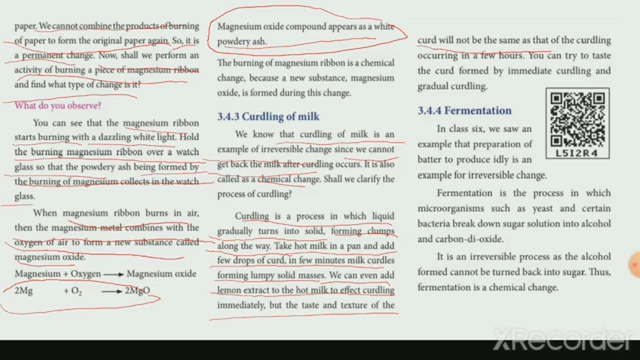 paper. We cannot combine the products of burning
of paper to form the original paper again, So, it is
a permanent change. Now, shall we perform an
activity of burning a piece of magnesium ribbon
and find what type of change is it?
What do you observe?
You can see that the magnesium ribbon
starts burning with a dazzling white light. Hold
the burning magnesium ribbon over a watch
glass so that the powdery ash being formed by
the burning of magnesium collects in the watch
glass.
When magnesium ribbon burns in air,
then the magnesium metal combines with the
oxygen of air to form a new substance called
magnesium oxide.
Magnesium + Oxygen ⟶ Magnesium oxide
2Mg + O₂ ⟶ 2MgO
Magnesium oxide compound appears as a white
powdery ash.
The burning of magnesium ribbon is a chemical
change, because a new substance, magnesium
oxide, is formed during this change.
3.4.3 Curdling of milk
We know that curdling of milk is an
example of irreversible change since we cannot
get back the milk after curdling occurs. It is also
called as a chemical change. Shall we clarify the
process of curdling?
Curdling is a process in which liquid
gradually turns into solid, forming clumps
along the way. Take hot milk in a pan and add
few drops of curd, in few minutes milk curdles
forming lumpy solid masses. We can even add
lemon extract to the hot milk to effect curdling
immediately, but the taste and texture of the
curd will not be the same as that of the curdling
occurring in a few hours. You can try to taste
the curd formed by immediate curdling and
gradual curdling.
3.4.4 Fermentation
In class six, we saw an
example that preparation of
batter to produce idly is an
example for irreversible change.
L5I2R4
Fermentation is the process in which
microorganisms such as yeast and certain
bacteria break down sugar solution into alcohol
and carbon-di-oxide.
It is an irreversible process as the alcohol
formed cannot be turned back into sugar. Thus,
fermentation is a chemical change.
XRecorder